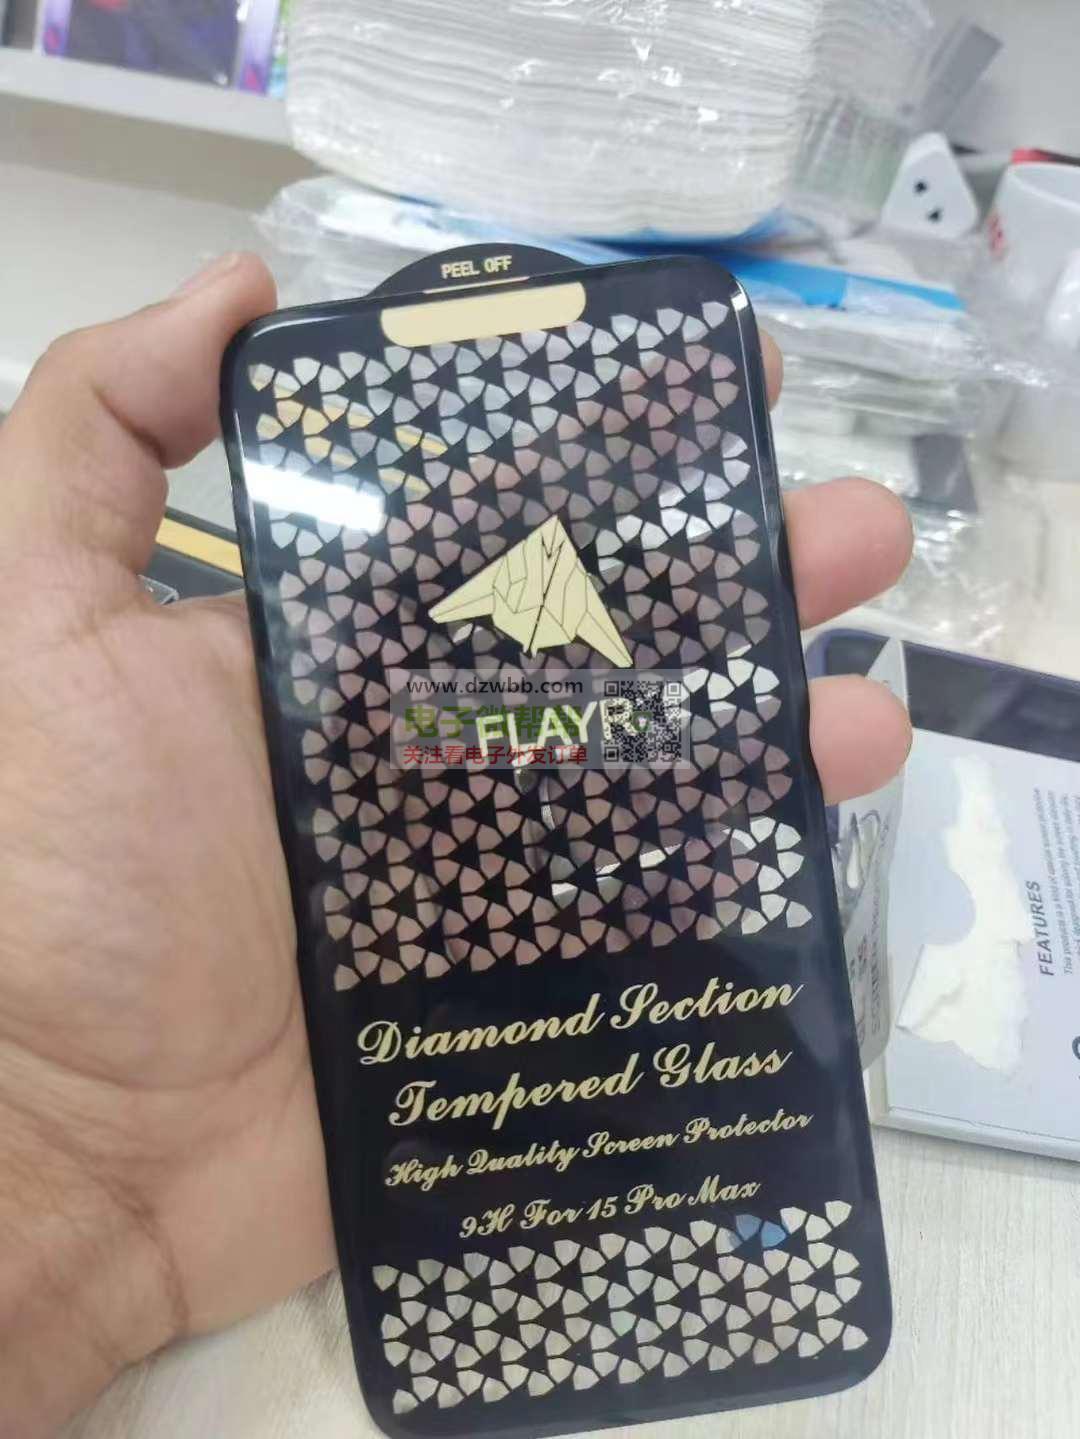 PEEL OFF
www.dzwbb.com
电子微帮帮
关注看电子外发订单
Diamond Section
Tempered Glass
High Quality Screen Protector
9H For 15 Pro Max
FEATURES